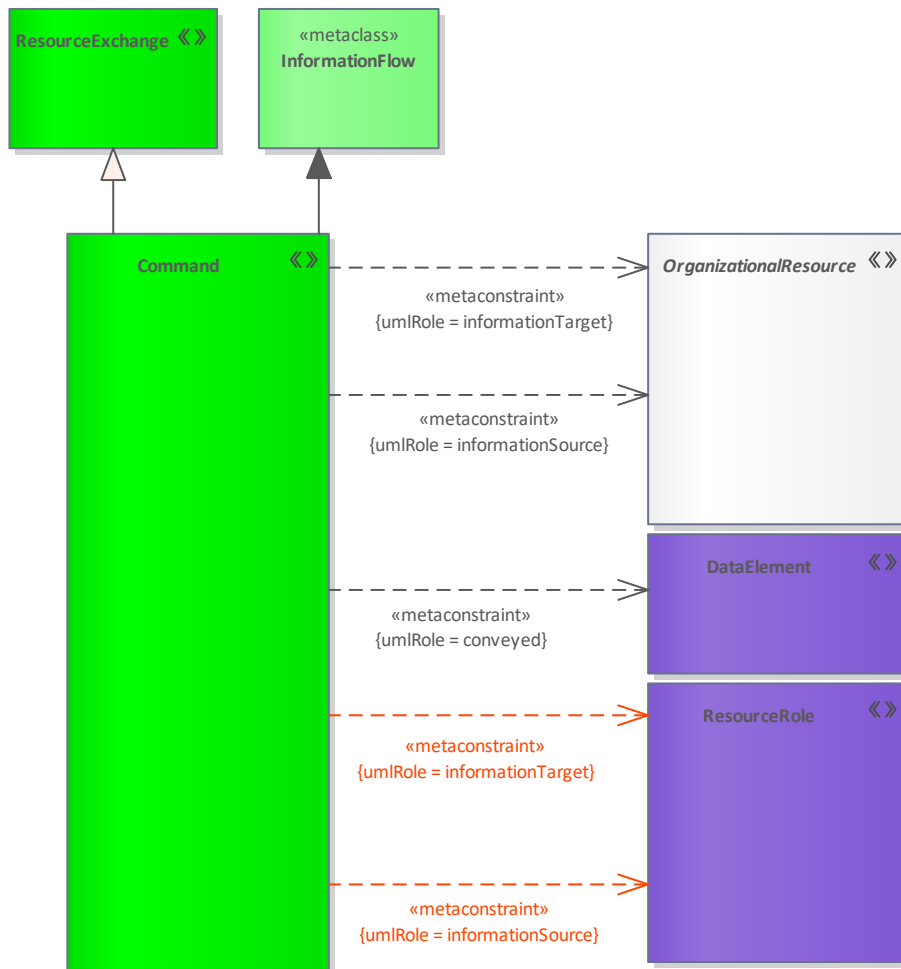 ResourceExchange «»
«metaclass»
InformationFlow
Command «»
OrganizationalResource «»
«metaconstraint»
{umlRole = informationTarget}
«metaconstraint»
{umlRole = informationSource}
DataElement «»
«metaconstraint»
{umlRole = conveyed}
ResourceRole «»
«metaconstraint»
{umlRole = informationTarget}
«metaconstraint»
{umlRole = informationSource}